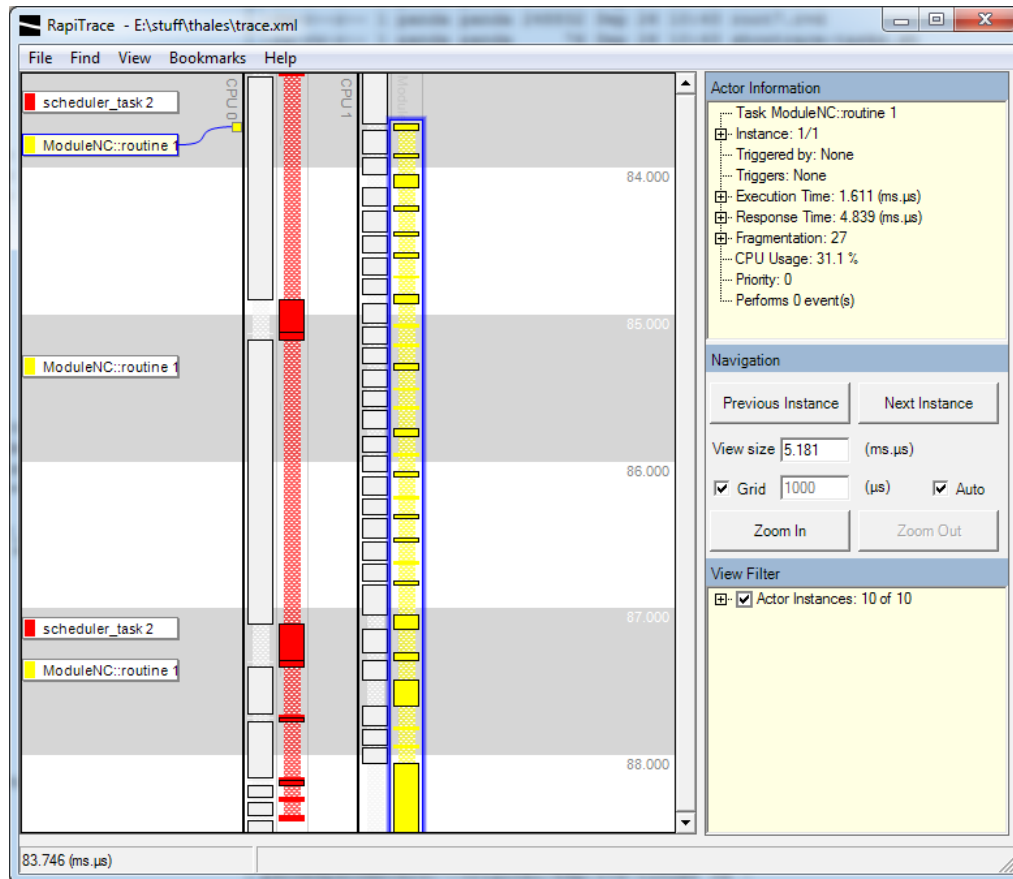 RapiTrace - E:\stuff\thales\trace.xml
File Find View Bookmarks Help
CPU 0
CPU 1
Modul
scheduler_task 2
ModuleNC::routine 1
84.000
85.000
ModuleNC::routine 1
86.000
87.000
scheduler_task 2
ModuleNC::routine 1
88.000
83.746 (ms.µs)
Actor Information
Task ModuleNC::routine 1
Instance: 1/1
Triggered by: None
Triggers: None
Execution Time: 1.611 (ms.µs)
Response Time: 4.839 (ms.µs)
Fragmentation: 27
CPU Usage: 31.1 %
Priority: 0
Performs 0 event(s)
Navigation
Previous Instance Next Instance
View size 5.181 (ms.µs)
Grid 1000 (µs) Auto
Zoom In Zoom Out
View Filter
Actor Instances: 10 of 10